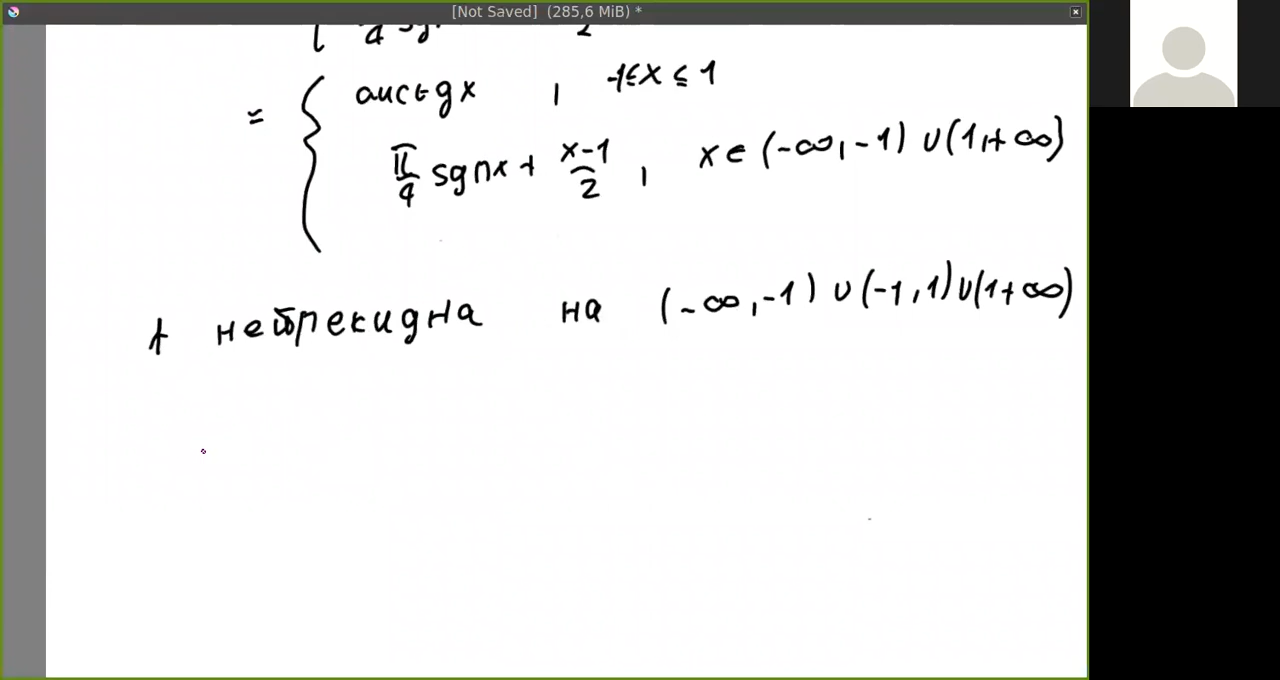 [Not Saved] (285,6 MiB) *
= { arctg x , -1 ≤ x ≤ 1
π/4 sgn x + x-1/2 , x ∈ (-∞, -1) ∪ (1, +∞)
f непрекидна на (-∞, -1) ∪ (-1, 1) ∪ (1 +∞)